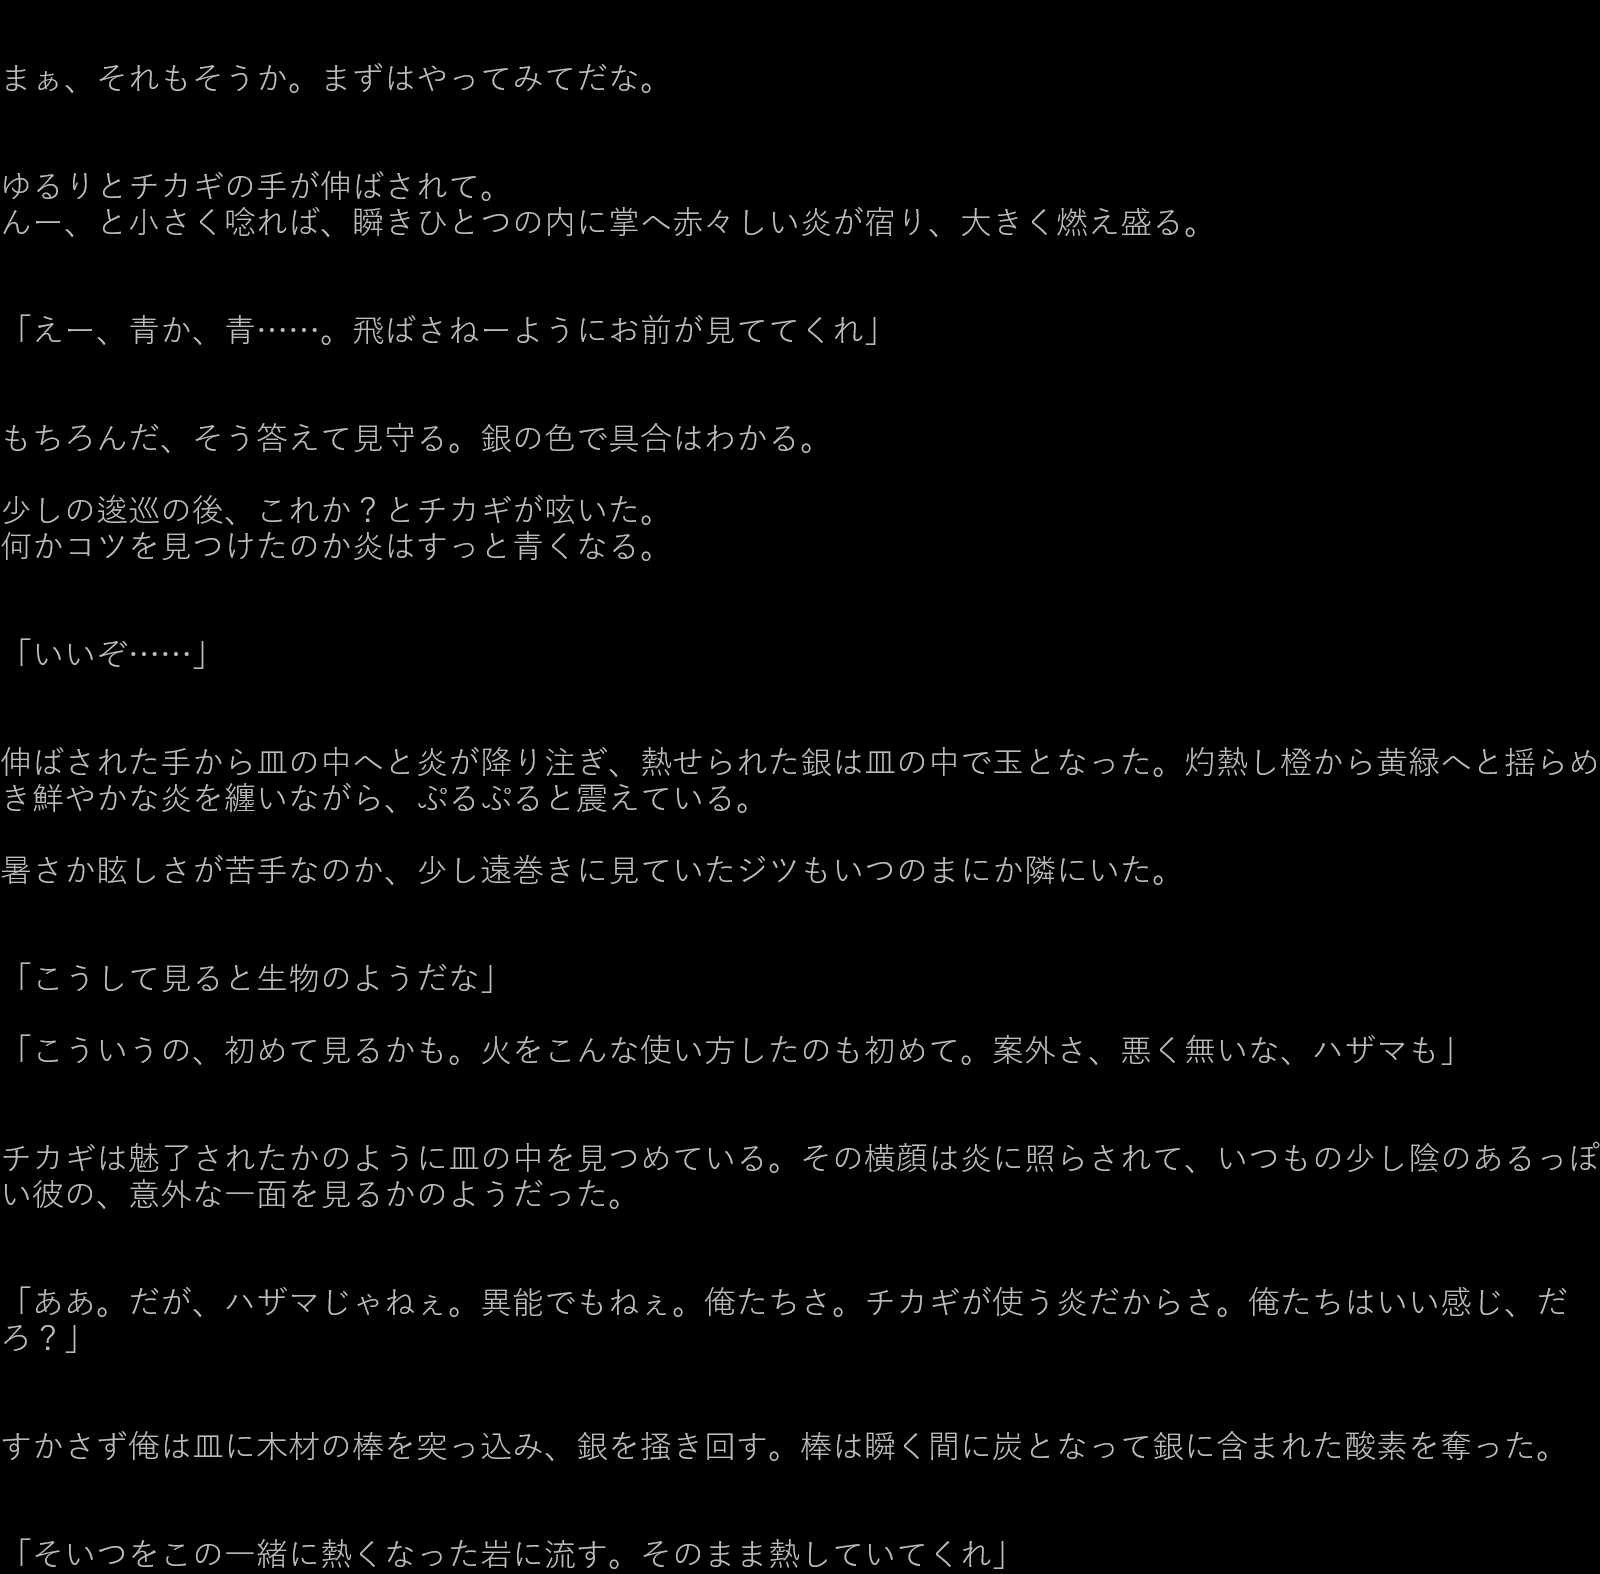 まぁ、それもそうか。まずはやってみてだな。
ゆるりとチカギの手が伸ばされて。
んー、と小さく唸れば、瞬きひとつの内に掌へ赤々しい炎が宿り、大きく燃え盛る。
「えー、青か、青……。飛ばさねーようにお前が見ててくれ」
もちろんだ、そう答えて見守る。銀の色で具合はわかる。
少しの逡巡の後、これか？とチカギが呟いた。
何かコツを見つけたのか炎はすっと青くなる。
「いいぞ……」
伸ばされた手から皿の中へと炎が降り注ぎ、熱せられた銀は皿の中で玉となった。灼熱し橙から黄緑へと揺らめ
き鮮やかな炎を纏いながら、ぷるぷると震えている。
暑さか眩しさが苦手なのか、少し遠巻きに見ていたジツもいつのまにか隣にいた。
「こうして見ると生物のようだな」
「こういうの、初めて見るかも。火をこんな使い方したのも初めて。案外さ、悪く無いな、ハザマも」
チカギは魅了されたかのように皿の中を見つめている。その横顔は炎に照らされて、いつもの少し陰のあるっぽ
い彼の、意外な一面を見るかのようだった。
「ああ。だが、ハザマじゃねぇ。異能でもねぇ。俺たちさ。チカギが使う炎だからさ。俺たちはいい感じ、だ
ろ？」
すかさず俺は皿に木材の棒を突っ込み、銀を掻き回す。棒は瞬く間に炭となって銀に含まれた酸素を奪った。
「そいつをこの一緒に熱くなった岩に流す。そのまま熱していてくれ」